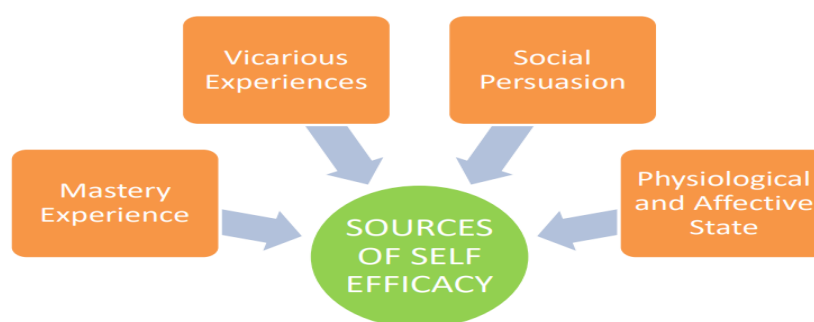 Vicarious
Experiences
Social
Persuasion
Mastery
Experience
Physiological
and Affective
State
SOURCES
OF SELF
EFFICACY